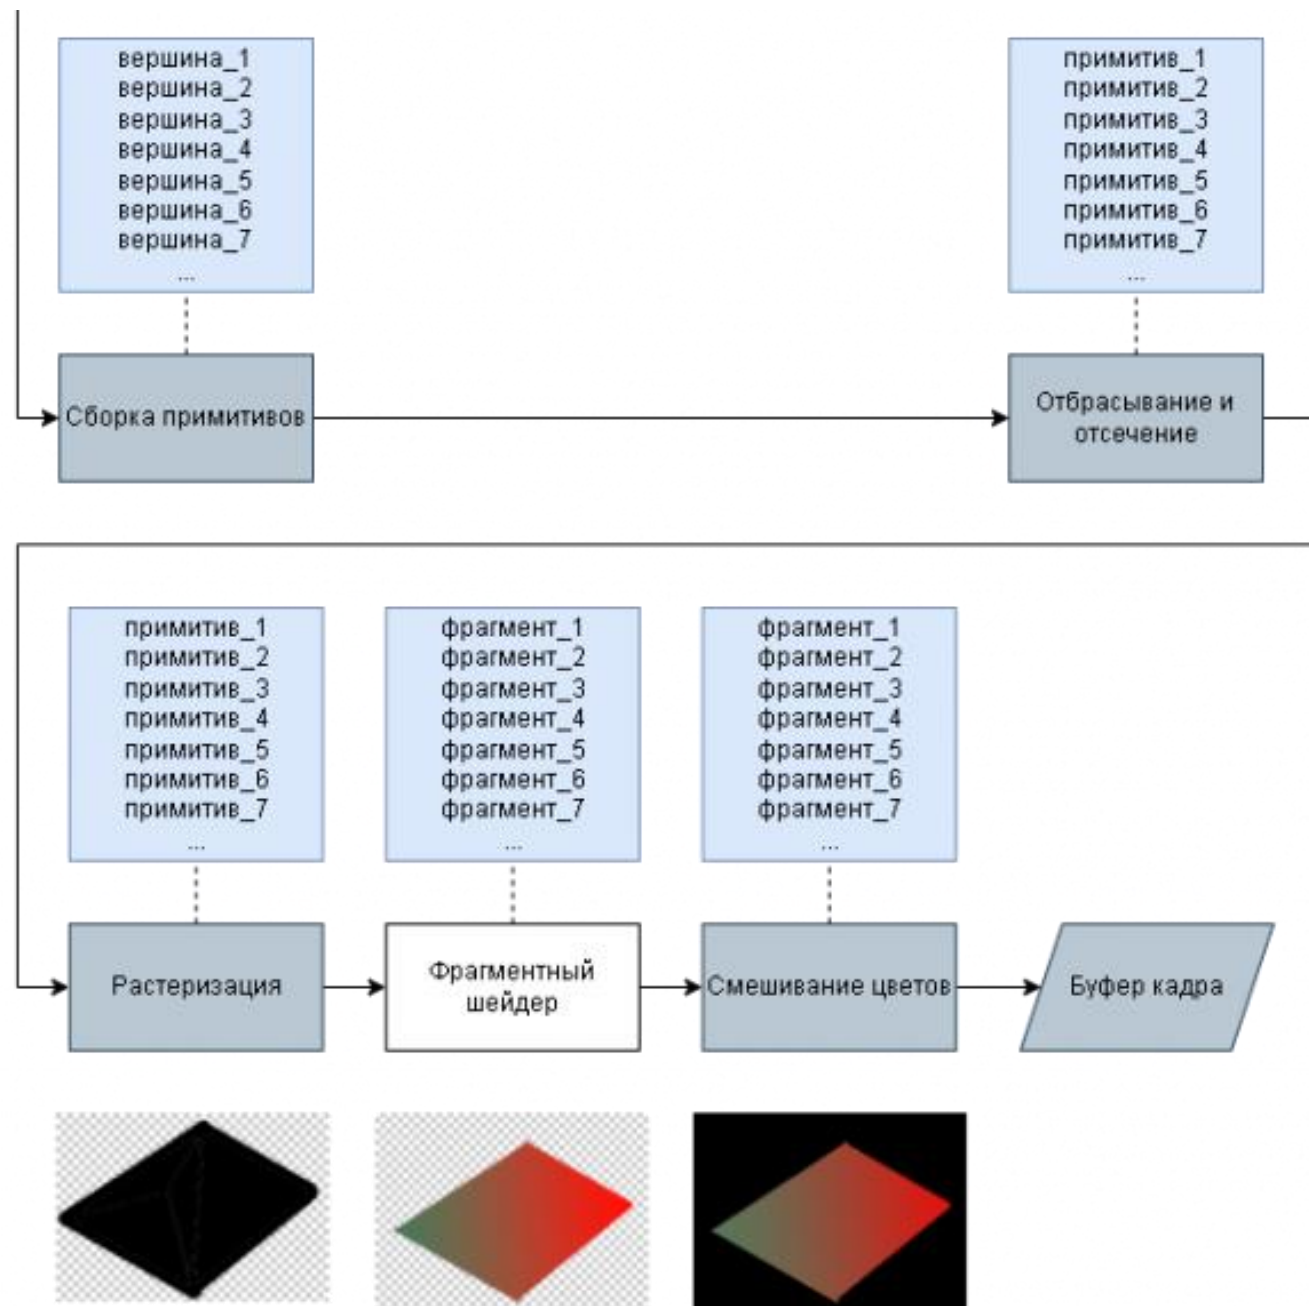 вершина_1
вершина_2
вершина_3
вершина_4
вершина_5
вершина_6
вершина_7
...
примитив_1
примитив_2
примитив_3
примитив_4
примитив_5
примитив_6
примитив_7
...
Сборка примитивов
Отбрасывание и
отсечение
примитив_1
примитив_2
примитив_3
примитив_4
примитив_5
примитив_6
примитив_7
...
фрагмент_1
фрагмент_2
фрагмент_3
фрагмент_4
фрагмент_5
фрагмент_6
фрагмент_7
...
фрагмент_1
фрагмент_2
фрагмент_3
фрагмент_4
фрагмент_5
фрагмент_6
фрагмент_7
...
Растеризация
Фрагментный
шейдер
Смешивание цветов
Буфер кадра